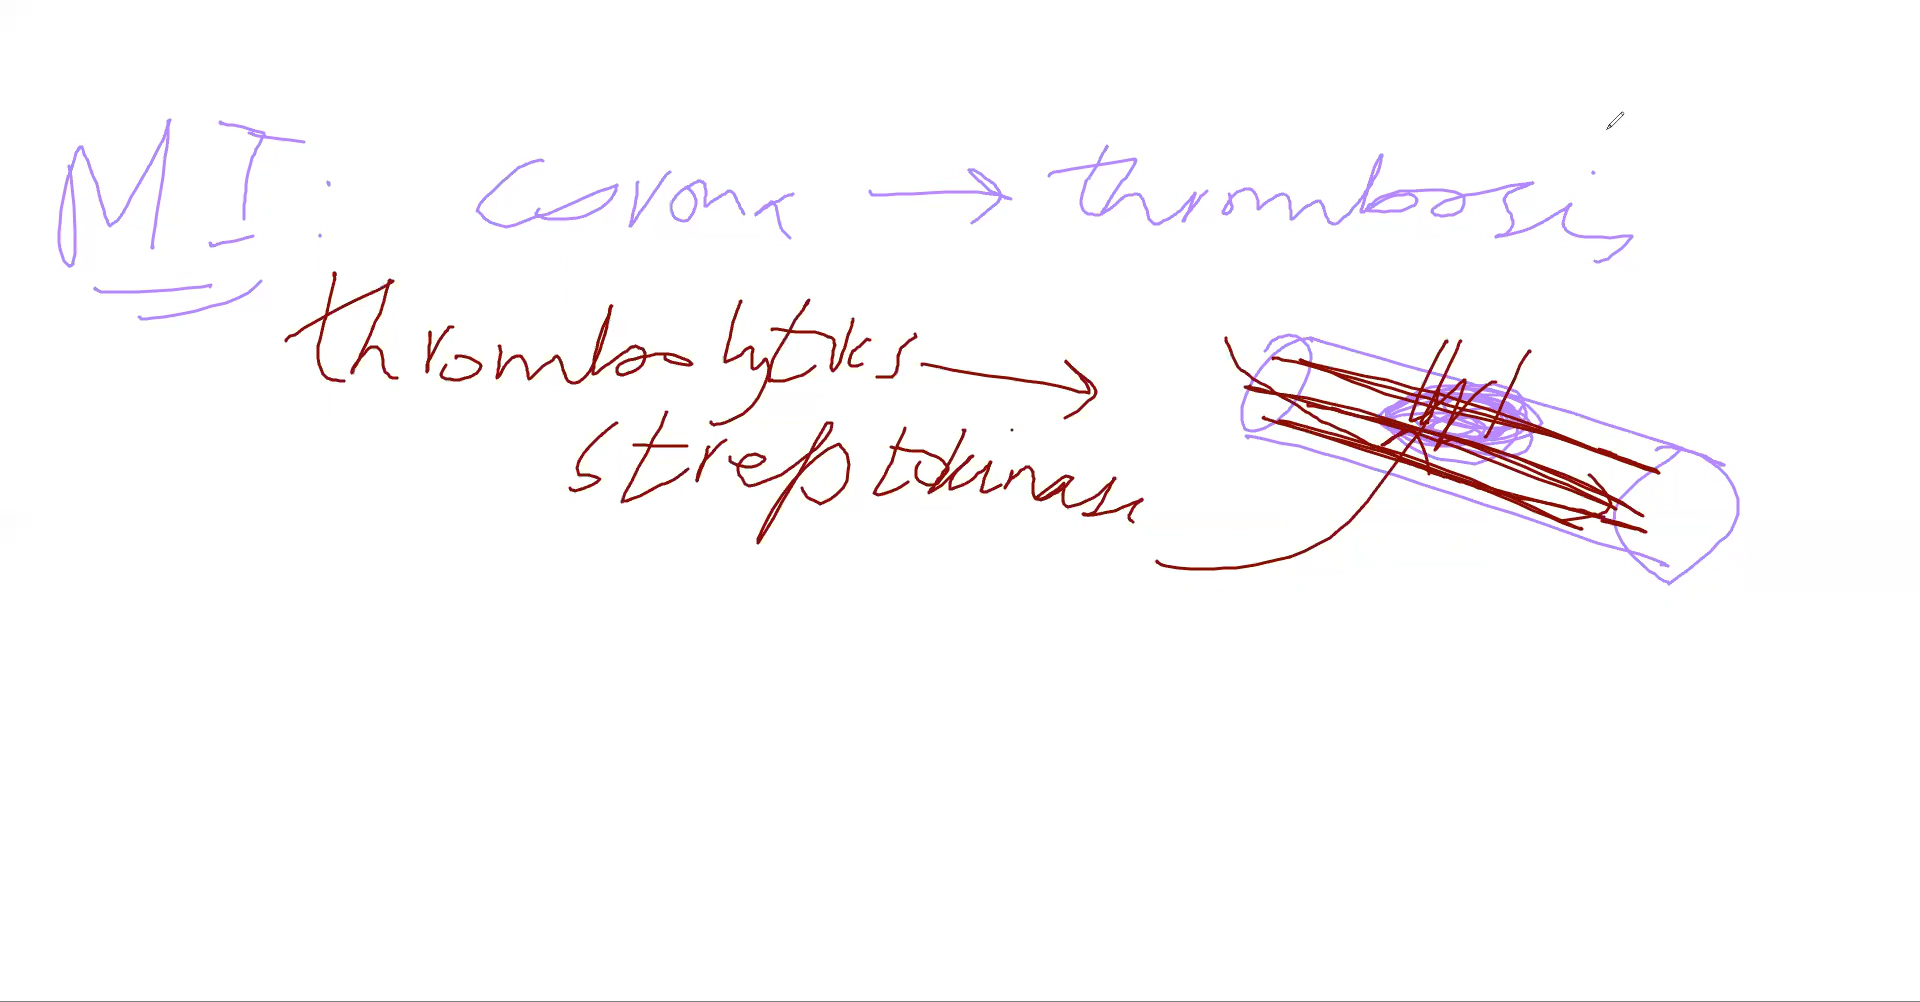 MI: corona → thrombosis
thrombolytics →
streptokinase